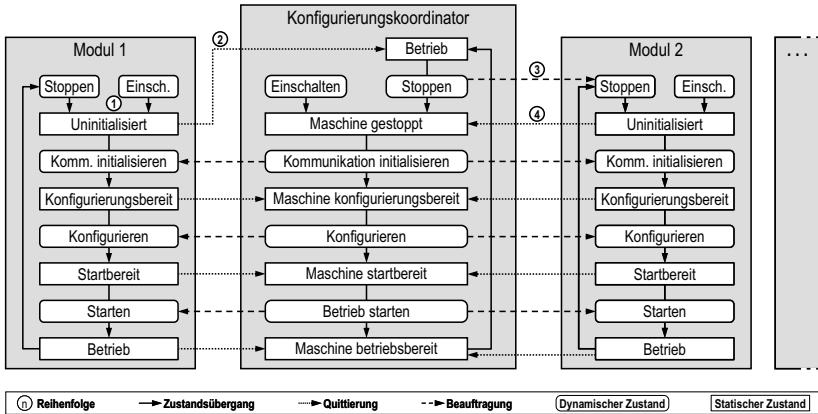 Konfigurierungskoordinator
Modul 1
②
Betrieb
Modul 2
. . .
③
Stoppen
Einsch.
Einschalten
Stoppen
Stoppen
Einsch.
①
④
Uninitialisiert
Maschine gestoppt
Uninitialisiert
Komm. initialisieren
Kommunikation initialisieren
Komm. initialisieren
Konfigurierungsbereit
Maschine konfigurierungsbereit
Konfigurierungsbereit
Konfigurieren
Konfigurieren
Konfigurieren
Startbereit
Maschine startbereit
Startbereit
Starten
Betrieb starten
Starten
Betrieb
Maschine betriebsbereit
Betrieb
ⓝ Reihenfolge
Zustandsübergang
Quittierung
Beauftragung
Dynamischer Zustand
Statischer Zustand